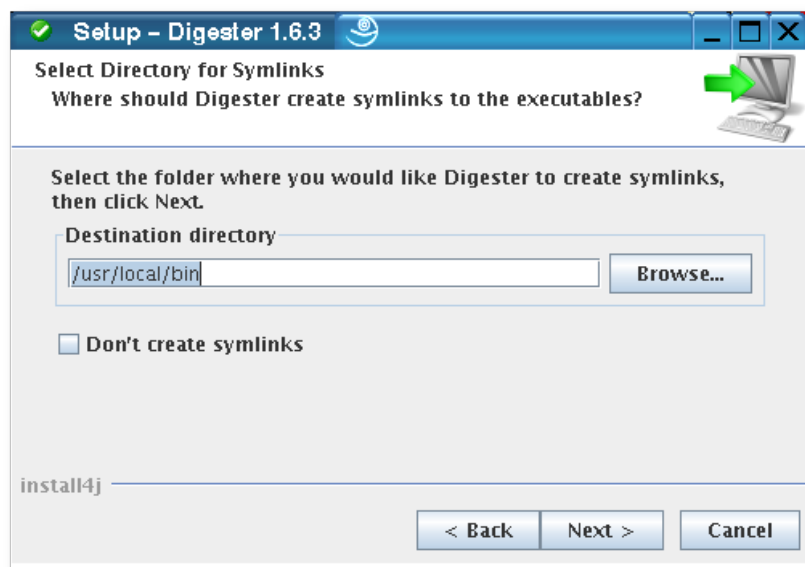 Setup – Digester 1.6.3
Select Directory for Symlinks
Where should Digester create symlinks to the executables?
Select the folder where you would like Digester to create symlinks,
then click Next.
Destination directory
/usr/local/bin
Browse...
Don't create symlinks
install4j
< Back
Next >
Cancel